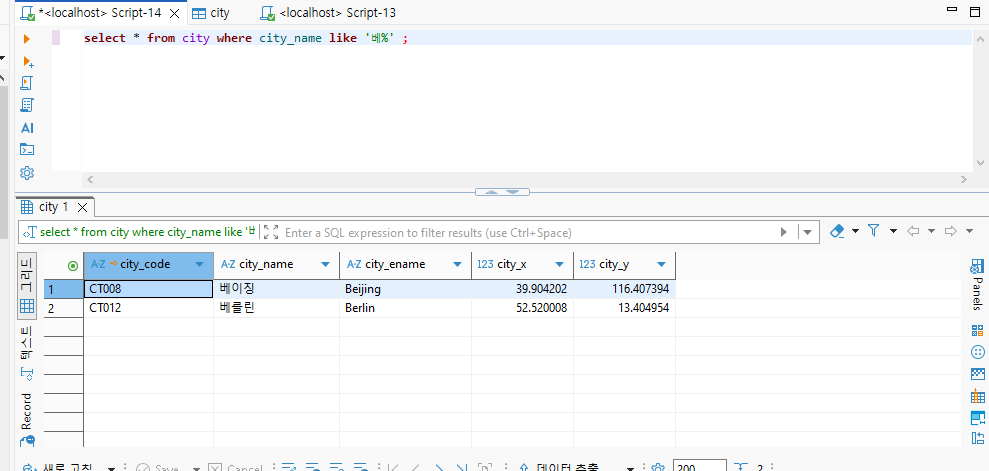 *<localhost> Script-14
city
<localhost> Script-13
select * from city where city_name like '베%' ;
AI
city 1
select * from city where city_name like '
Enter a SQL expression to filter results (use Ctrl+Space)
그리드
텍스트
Record
A-Z city_code
A-Z city_name
A-Z city_ename
123 city_x
123 city_y
1 CT008 베이징 Beijing 39.904202 116.407394
2 CT012 베를린 Berlin 52.520008 13.404954
Panels
새로 고침
Save
Cancel
데이터 추출
200
2